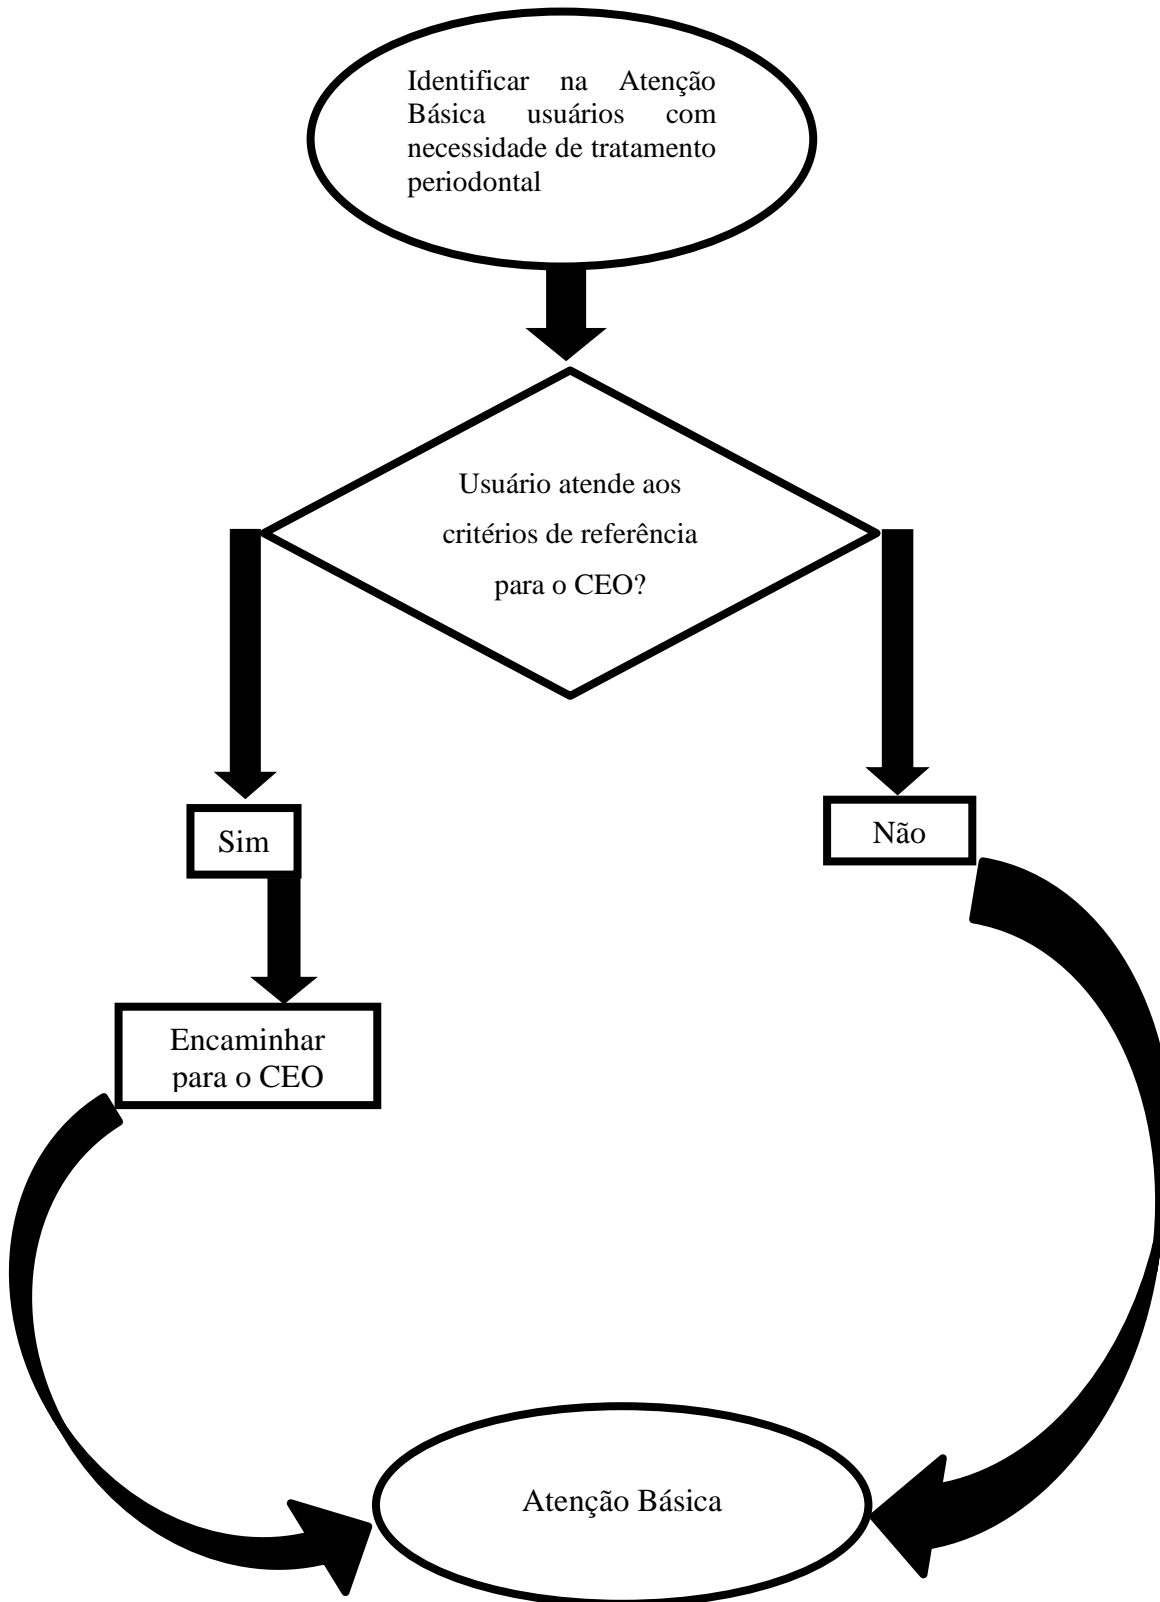 Identificar na Atenção
Básica usuários com
necessidade de tratamento
periodontal
Usuário atende aos
critérios de referência
para o CEO?
Sim
Não
Encaminhar
para o CEO
Atenção Básica